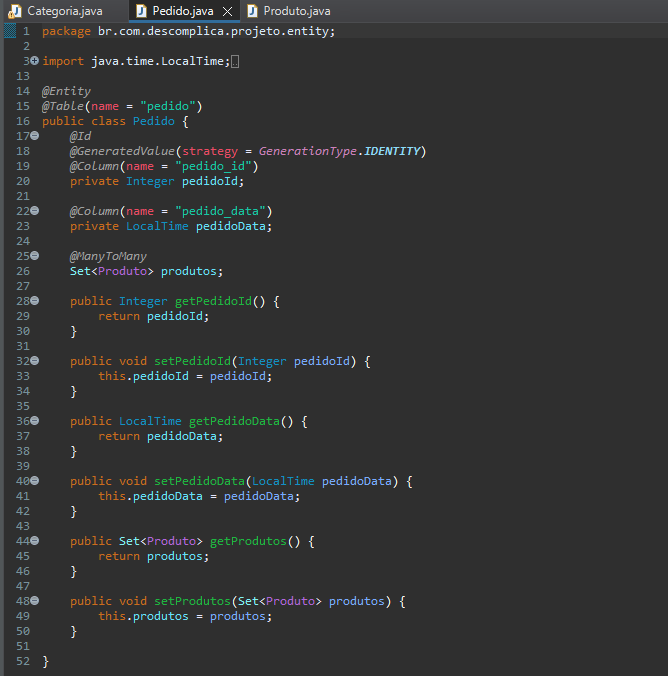 Categoria.java Pedido.java Produto.java
1 package br.com.descomplica.projeto.entity;
2
3 import java.time.LocalTime;
13
14 @Entity
15 @Table(name = "pedido")
16 public class Pedido {
17 @Id
18 @GeneratedValue(strategy = GenerationType.IDENTITY)
19 @Column(name = "pedido_id")
20 private Integer pedidoId;
21
22 @Column(name = "pedido_data")
23 private LocalTime pedidoData;
24
25 @ManyToMany
26 Set<Produto> produtos;
27
28 public Integer getPedidoId() {
29 return pedidoId;
30 }
31
32 public void setPedidoId(Integer pedidoId) {
33 this.pedidoId = pedidoId;
34 }
35
36 public LocalTime getPedidoData() {
37 return pedidoData;
38 }
39
40 public void setPedidoData(LocalTime pedidoData) {
41 this.pedidoData = pedidoData;
42 }
43
44 public Set<Produto> getProdutos() {
45 return produtos;
46 }
47
48 public void setProdutos(Set<Produto> produtos) {
49 this.produtos = produtos;
50 }
51
52 }